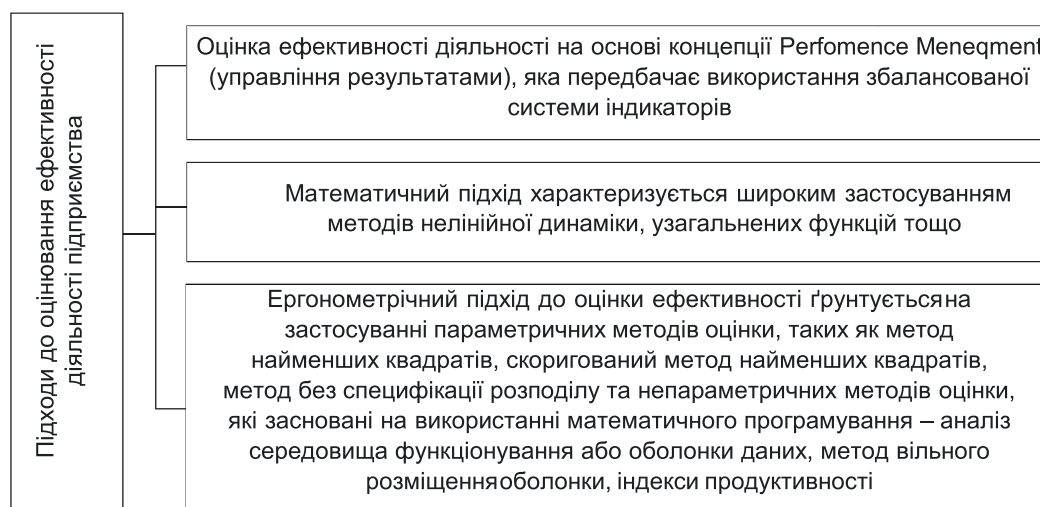 Підходи до оцінювання ефективності
діяльності підприємства
Оцінка ефективності діяльності на основі концепції Perfomence Meneqment
(управління результатами), яка передбачає використання збалансованої
системи індикаторів
Математичний підхід характеризується широким застосуванням
методів нелінійної динаміки, узагальнених функцій тощо
Ергонометрічний підхід до оцінки ефективності ґрунтуєтьсяна
застосуванні параметричних методів оцінки, таких як метод
найменших квадратів, скоригований метод найменших квадратів,
метод без специфікації розподілу та непараметричних методів оцінки,
які засновані на використанні математичного програмування – аналіз
середовища функціонування або оболонки даних, метод вільного
розміщенняоболонки, індекси продуктивності